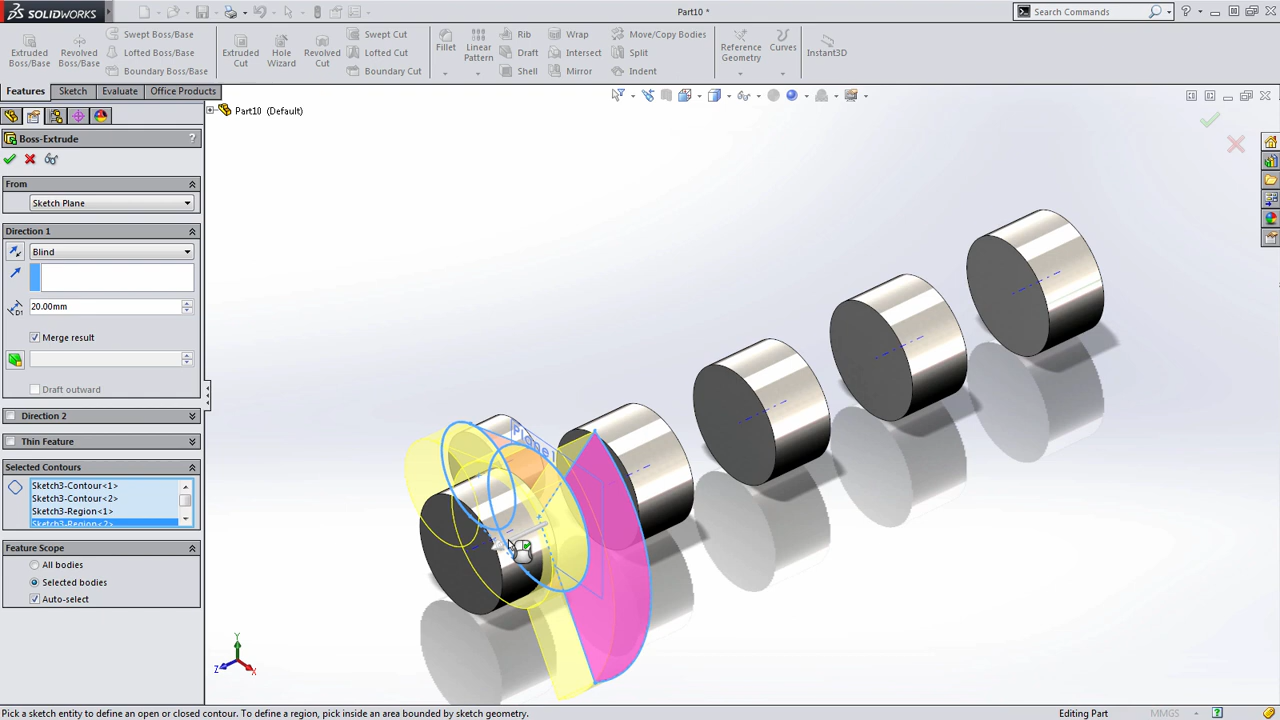 SOLIDWORKS
Part10 *
Search Commands
Extruded Boss/Base
Revolved Boss/Base
Swept Boss/Base
Lofted Boss/Base
Boundary Boss/Base
Extruded Cut
Hole Wizard
Revolved Cut
Swept Cut
Lofted Cut
Boundary Cut
Fillet
Linear Pattern
Rib
Draft
Shell
Wrap
Intersect
Mirror
Move/Copy Bodies
Split
Indent
Reference Geometry
Curves
Instant3D
Features
Sketch
Evaluate
Office Products
Part10 (Default)
Boss-Extrude
?
From
Sketch Plane
Direction 1
Blind
D1
20.00mm
Merge result
Draft outward
Direction 2
Thin Feature
Selected Contours
Sketch3-Contour<1>
Sketch3-Contour<2>
Sketch3-Region<1>
Sketch3-Region<2>
Feature Scope
All bodies
Selected bodies
Auto-select
Plane1
Y
Z
X
Pick a sketch entity to define an open or closed contour. To define a region, pick inside an area bounded by sketch geometry.
Editing Part
MMGS
?